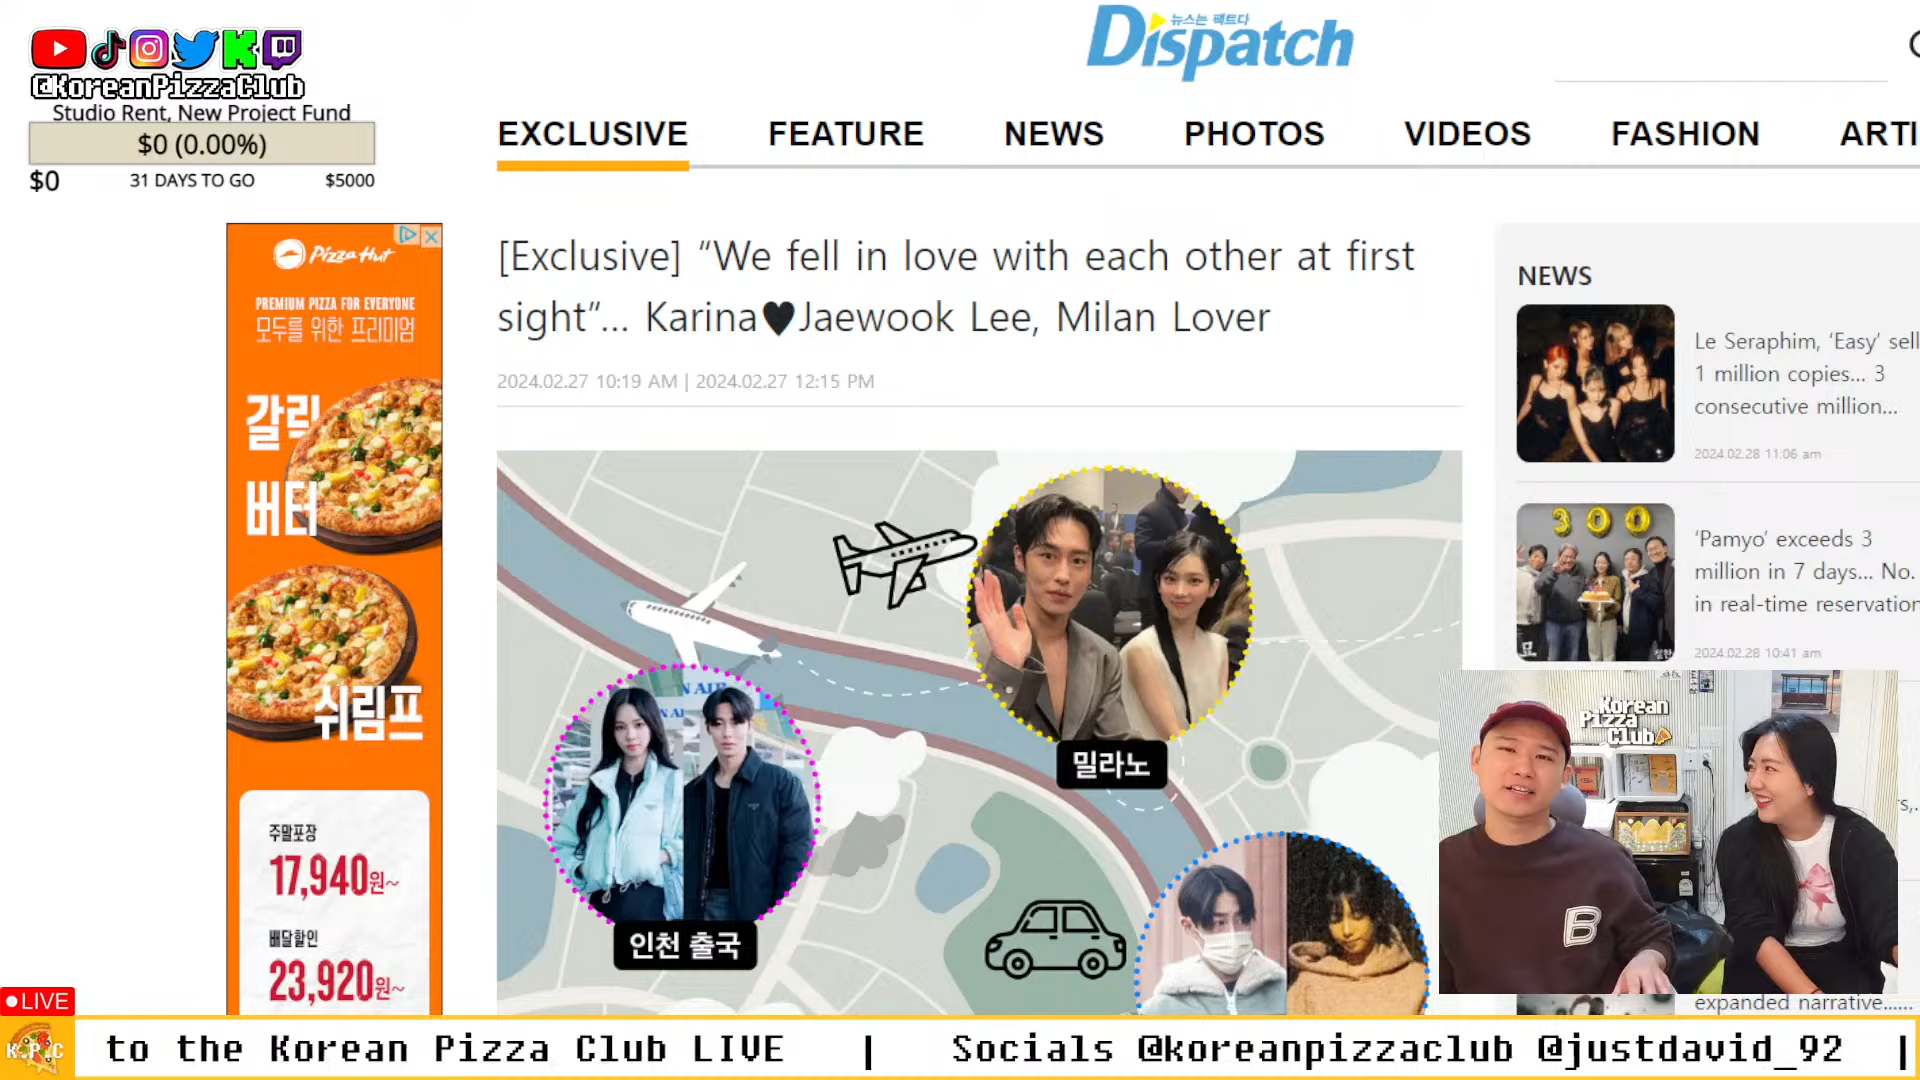 @KoreanPizzaClub
Studio Rent, New Project Fund
$0 (0.00%)
$0 31 DAYS TO GO $5000
뉴스는 팩트다
Dispatch
EXCLUSIVE FEATURE NEWS PHOTOS VIDEOS FASHION ARTI
Pizza Hut
PREMIUM PIZZA FOR EVERYONE
모두를 위한 프리미엄
갈릭
버터
쉬림프
주말포장
17,940원~
배달할인
23,920원~
[Exclusive] “We fell in love with each other at first
sight”... Karina♥Jaewook Lee, Milan Lover
2024.02.27 10:19 AM | 2024.02.27 12:15 PM
밀라노
인천 출국
NEWS
Le Seraphim, ‘Easy’ sell
1 million copies... 3
consecutive million...
2024.02.28 11:06 am
300
‘Pamyo’ exceeds 3
million in 7 days... No.
in real-time reservation
2024.02.28 10:41 am
Korean
Pizza
Club
B
expanded narrative......
LIVE
K.P.C
to the Korean Pizza Club LIVE | Socials @koreanpizzaclub @justdavid_92 |